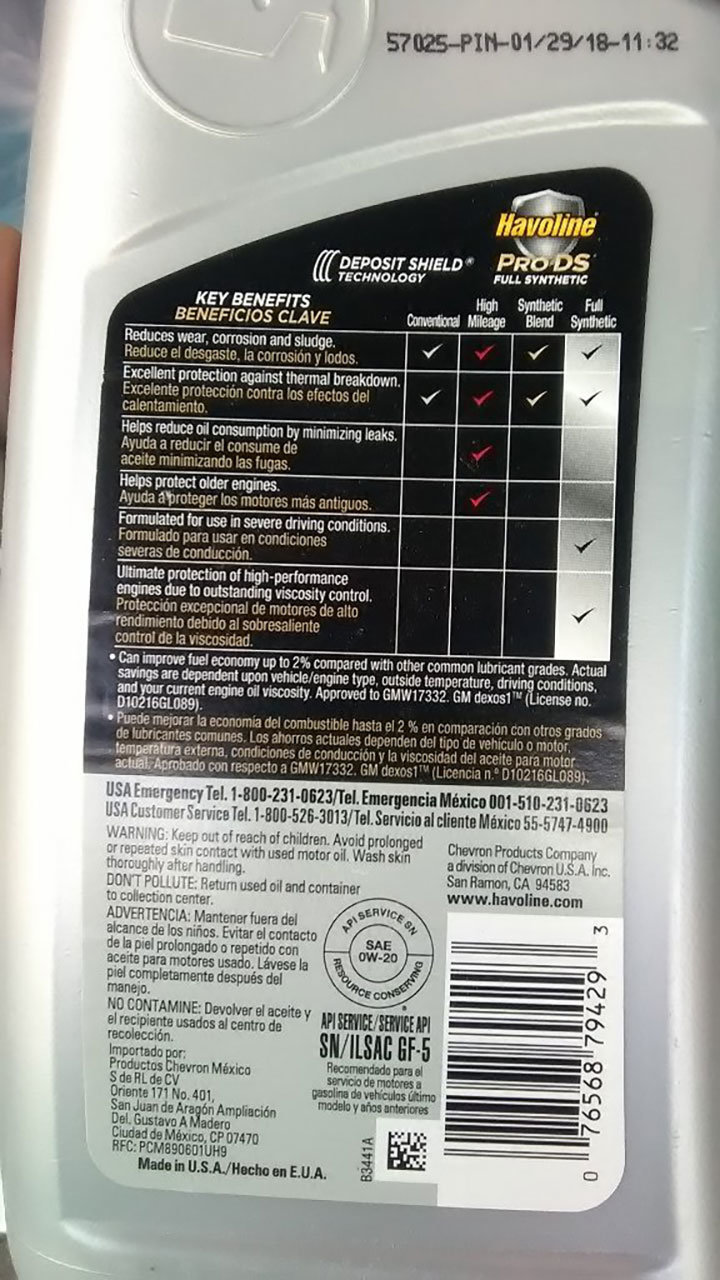 57025-PIN-01/29/18-11:32
Havoline
PRO-DS
FULL SYNTHETIC
DEPOSIT SHIELD®
TECHNOLOGY
KEY BENEFITS
BENEFICIOS CLAVE
Conventional
High
Mileage
Synthetic
Blend
Full
Synthetic
Reduces wear, corrosion and sludge.
Reduce el desgaste, la corrosión y lodos.
Excellent protection against thermal breakdown.
Excelente protección contra los efectos del
calentamiento.
Helps reduce oil consumption by minimizing leaks.
Ayuda a reducir el consume de
aceite minimizando las fugas.
Helps protect older engines.
Ayuda a proteger los motores más antiguos.
Formulated for use in severe driving conditions.
Formulado para usar en condiciones
severas de conducción.
Ultimate protection of high-performance
engines due to outstanding viscosity control.
Protección excepcional de motores de alto
rendimiento debido al sobresaliente
control de la viscosidad.
• Can improve fuel economy up to 2% compared with other common lubricant grades. Actual
savings are dependent upon vehicle/engine type, outside temperature, driving conditions,
and your current engine oil viscosity. Approved to GMW17332. GM dexos1™ (License no.
D10216GL089).
• Puede mejorar la economía del combustible hasta el 2 % en comparación con otros grados
de lubricantes comunes. Los ahorros actuales dependen del tipo de vehículo o motor,
temperatura externa, condiciones de conducción y la viscosidad del aceite para motor
actual. Aprobado con respecto a GMW17332. GM dexos1™ (Licencia n.º D10216GL089).
USA Emergency Tel. 1-800-231-0623/Tel. Emergencia México 001-510-231-0623
USA Customer Service Tel. 1-800-526-3013/Tel. Servicio al cliente México 55-5747-4900
WARNING: Keep out of reach of children. Avoid prolonged
or repeated skin contact with used motor oil. Wash skin
thoroughly after handling.
DON'T POLLUTE: Return used oil and container
to collection center.
ADVERTENCIA: Mantener fuera del
alcance de los niños. Evitar el contacto
de la piel prolongado o repetido con
aceite para motores usado. Lávese la
piel completamente después del
manejo.
NO CONTAMINE: Devolver el aceite y
el recipiente usados al centro de
recolección.
Importado por:
Productos Chevron México
S de RL de CV
Oriente 171 No. 401,
San Juan de Aragón Ampliación
Del. Gustavo A Madero
Ciudad de México, CP 07470
RFC: PCM890601UH9
Made in U.S.A./Hecho en E.U.A.
Chevron Products Company
a division of Chevron U.S.A. Inc.
San Ramon, CA 94583
www.havoline.com
API SERVICE SN
SAE
0W-20
RESOURCE CONSERVING
API SERVICE/SERVICE API
SN/ILSAC GF-5
Recomendado para el
servicio de motores a
gasolina de vehículos último
modelo y años anteriores
B3441A
0 76568 79429 3